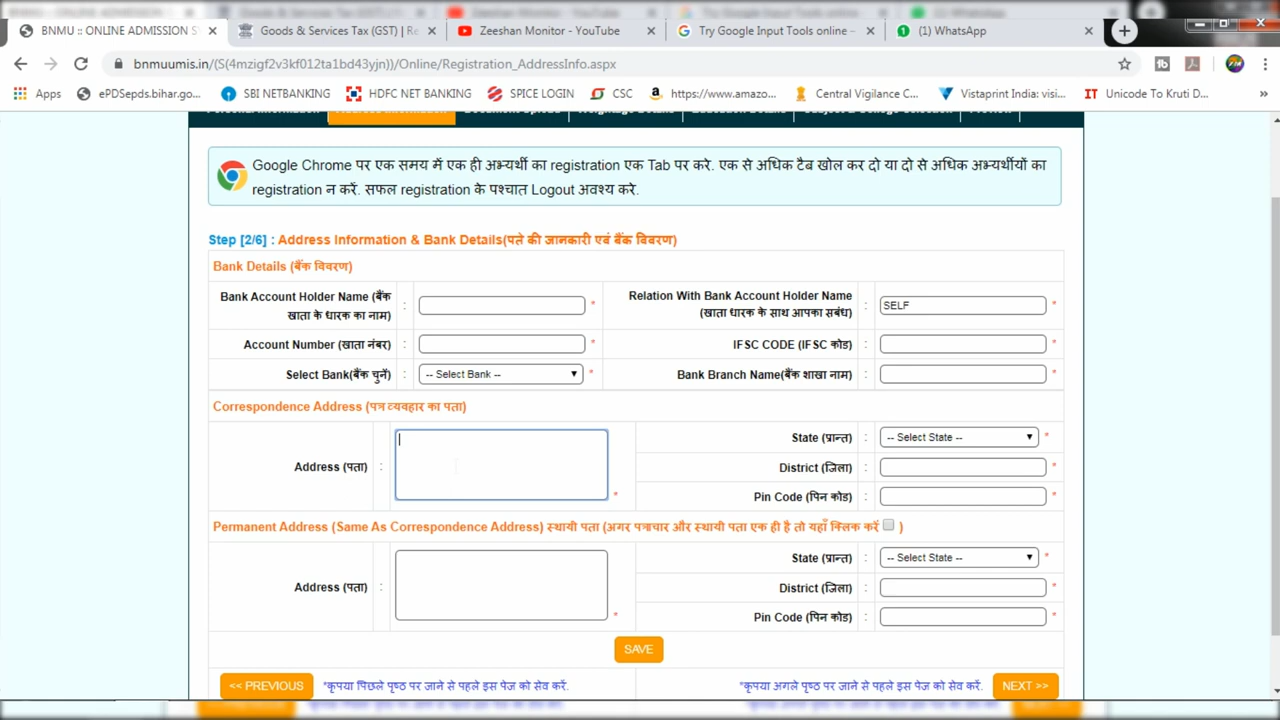 BNMU :: ONLINE ADMISSION S
Goods & Services Tax (GST) | Re
Zeeshan Monitor - YouTube
Try Google Input Tools online –
(1) WhatsApp
bnmuumis.in/(S(4mzigf2v3kf012ta1bd43yjn))/Online/Registration_AddressInfo.aspx
Apps
ePDSepds.bihar.go...
SBI NETBANKING
HDFC NET BANKING
SPICE LOGIN
CSC
https://www.amazo...
Central Vigilance C...
Vistaprint India: visi...
IT Unicode To Kruti D...
Google Chrome पर एक समय में एक ही अभ्यर्थी का registration एक Tab पर करे. एक से अधिक टैब खोल कर दो या दो से अधिक अभ्यर्थीयों का
registration न करें. सफल registration के पश्चात Logout अवश्य करे.
Step [2/6] : Address Information & Bank Details(पते की जानकारी एवं बैंक विवरण)
Bank Details (बैंक विवरण)
Bank Account Holder Name (बैंक
खाता के धारक का नाम) : *
Relation With Bank Account Holder Name
(खाता धारक के साथ आपका सबंध) : SELF *
Account Number (खाता नंबर) : *
IFSC CODE (IFSC कोड) : *
Select Bank(बैंक चुनें) : -- Select Bank -- *
Bank Branch Name(बैंक शाखा नाम) : *
Correspondence Address (पत्र व्यवहार का पता)
Address (पता) : *
State (प्रान्त) : -- Select State -- *
District (जिला) : *
Pin Code (पिन कोड) : *
Permanent Address (Same As Correspondence Address) स्थायी पता (अगर पत्राचार और स्थायी पता एक ही है तो यहाँ क्लिक करें )
Address (पता) : *
State (प्रान्त) : -- Select State -- *
District (जिला) : *
Pin Code (पिन कोड) : *
SAVE
<< PREVIOUS
*कृपया पिछले पृष्ठ पर जाने से पहले इस पेज को सेव करें.
*कृपया अगले पृष्ठ पर जाने से पहले इस पेज को सेव करें.
NEXT >>